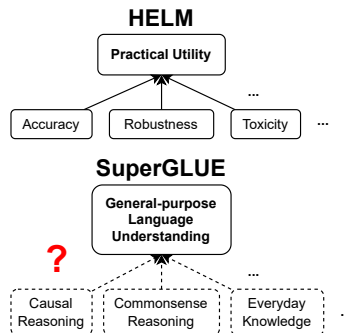 HELM
Practical Utility
...
Accuracy Robustness Toxicity ...
SuperGLUE
General-purpose
Language
Understanding
?
...
Causal Commonsense Everyday
Reasoning Reasoning Knowledge .